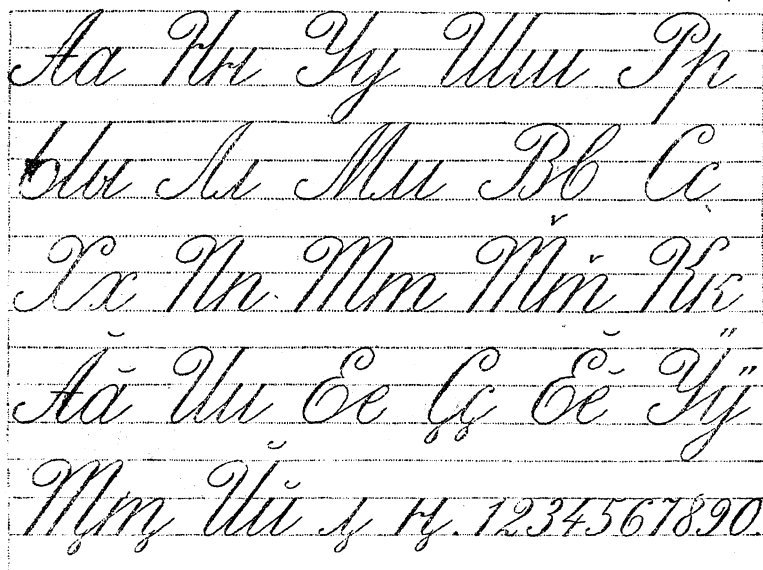 Аа Нн Уу Шш Рр
Ыы Лл Мм Вв Сс
Хх Пп Тт Т̌т̌ Кк
Ӑӑ Ии Ее Ҫҫ Ӗӗ Ӳӳ
Ꚋꚋ Йй ԡ ԣ. 1234567890.